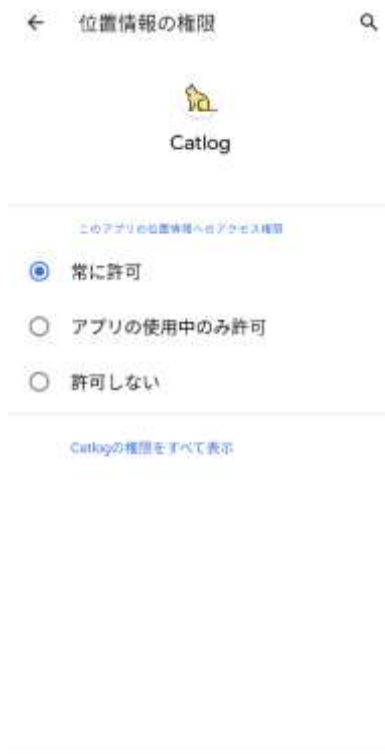 位置情報の権限
Catlog
このアプリの位置情報へのアクセス権限
常に許可
アプリの使用中のみ許可
許可しない
Catlogの権限をすべて表示